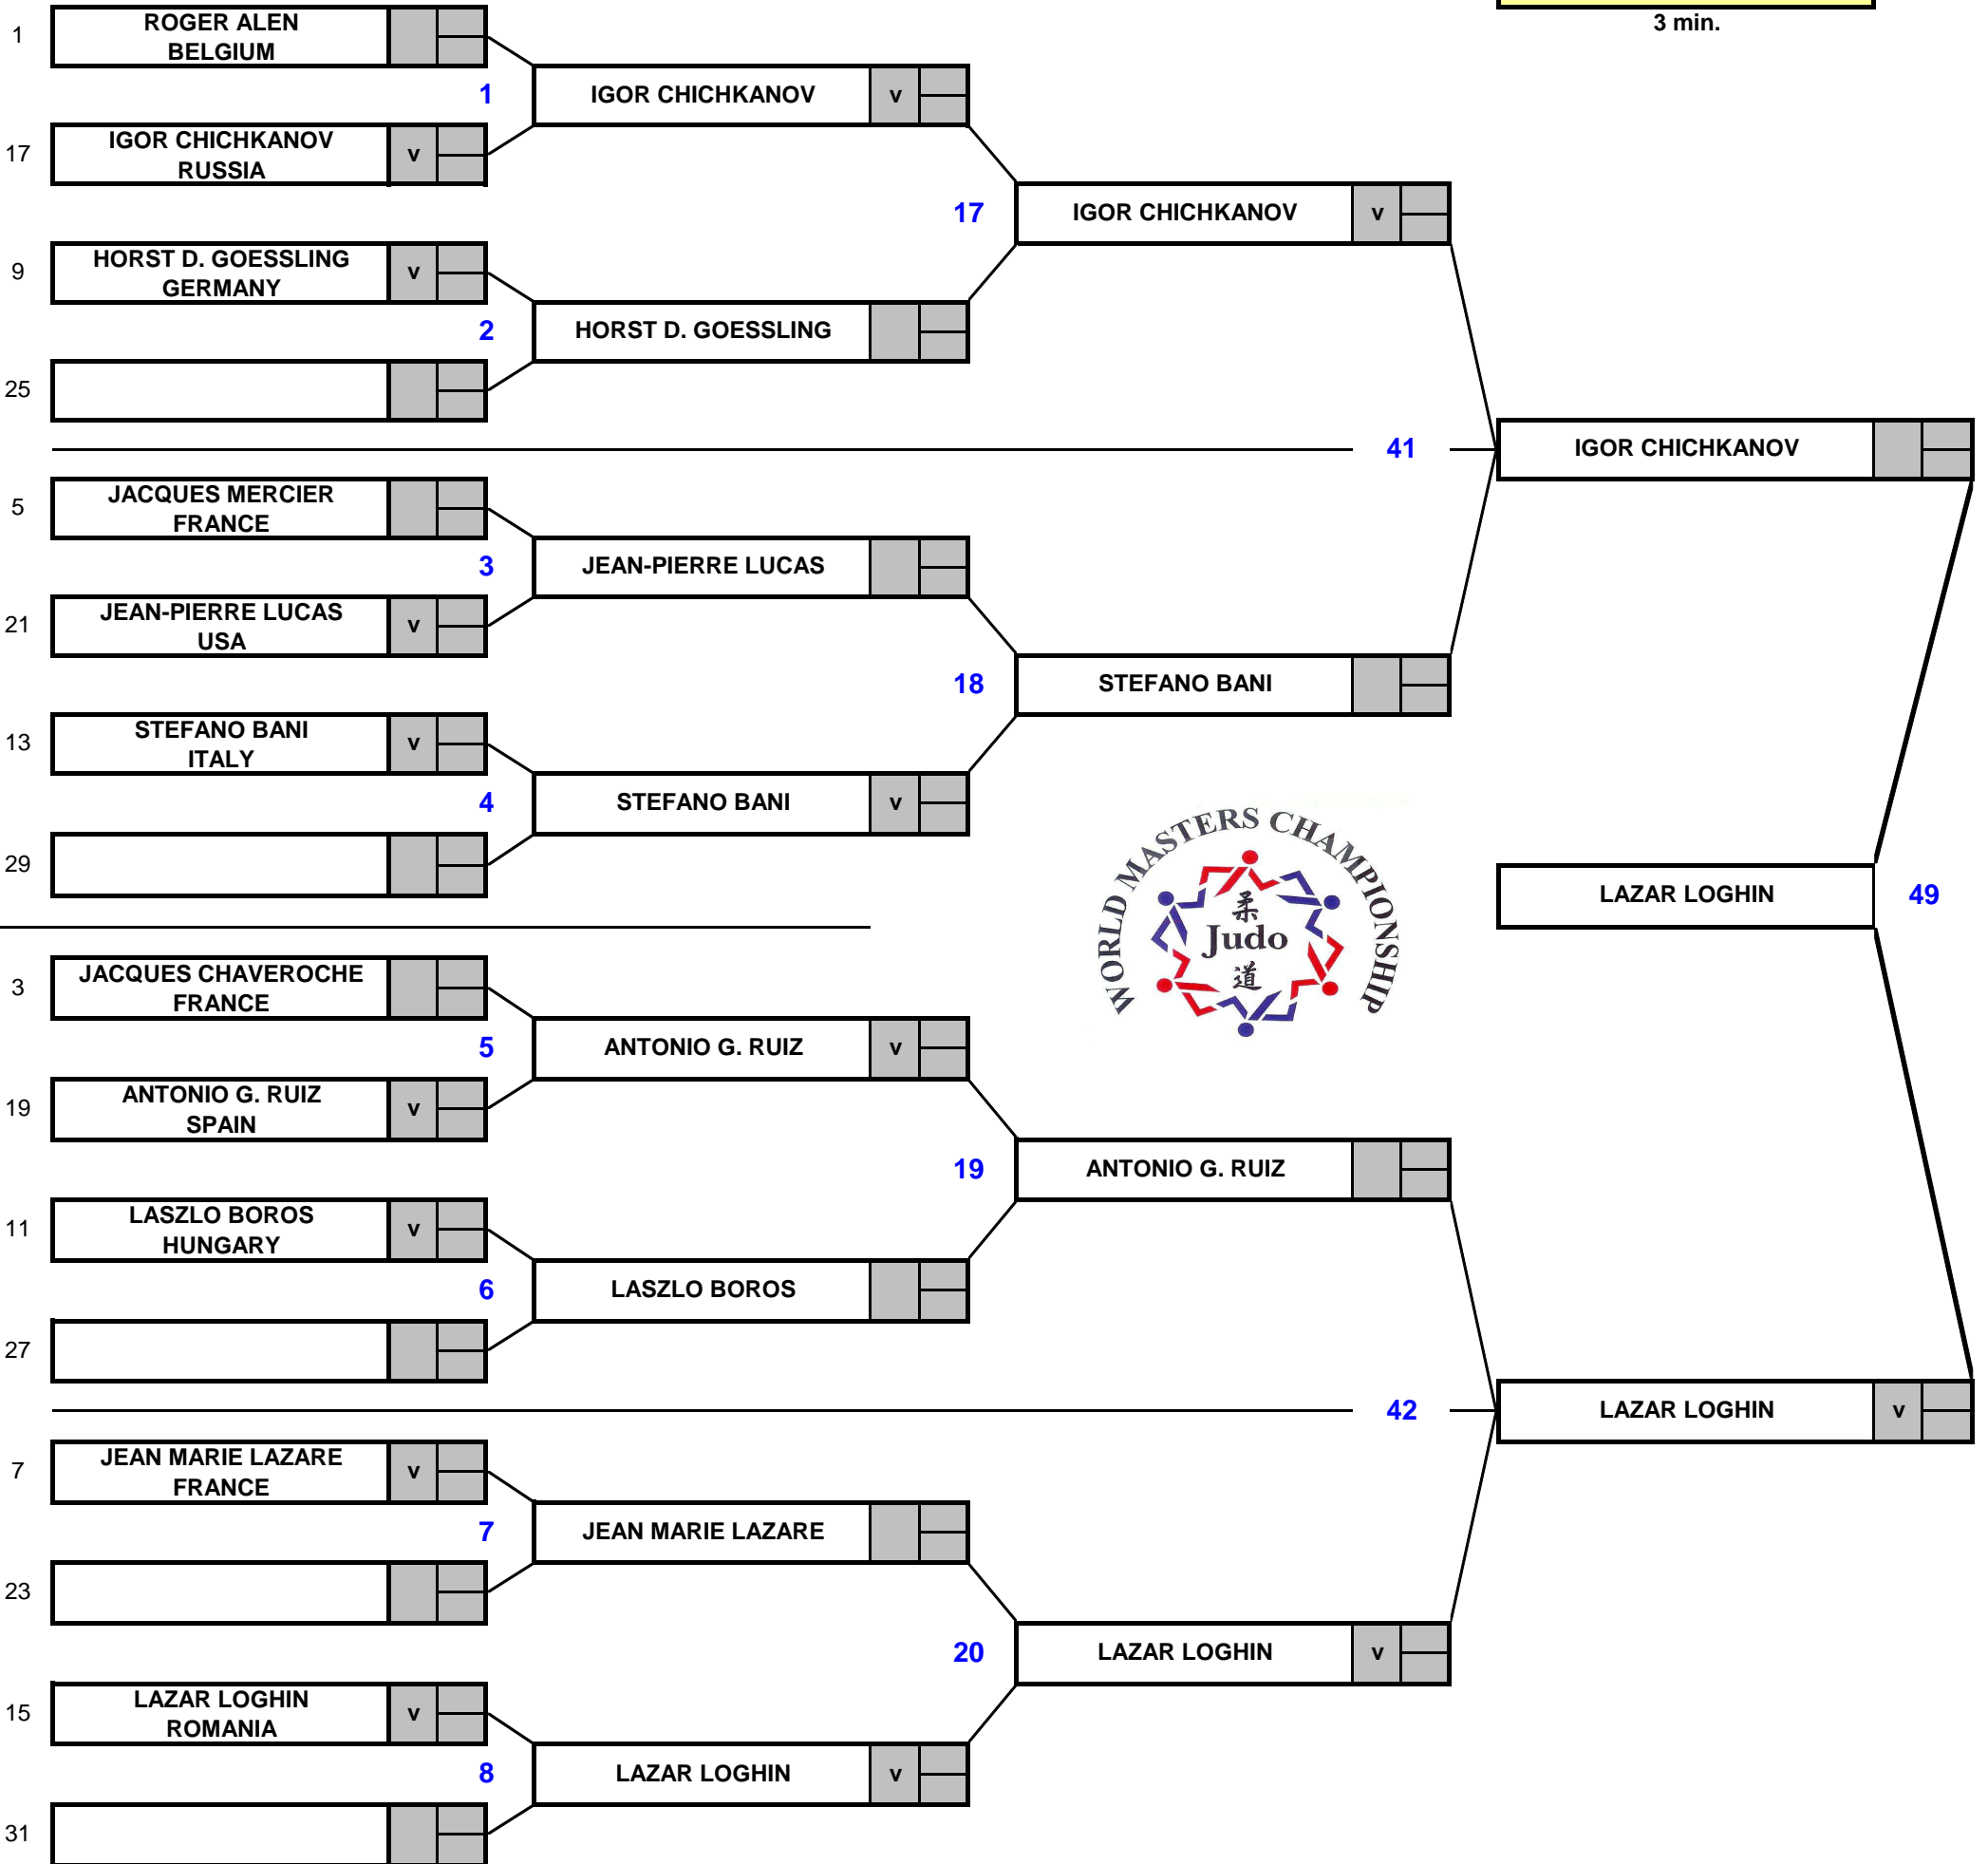 3 min.
1
ROGER ALEN
BELGIUM
1
IGOR CHICHKANOV
v
17
IGOR CHICHKANOV
RUSSIA
v
17
IGOR CHICHKANOV
v
9
HORST D. GOESSLING
GERMANY
v
2
HORST D. GOESSLING
25
41
IGOR CHICHKANOV
5
JACQUES MERCIER
FRANCE
3
JEAN-PIERRE LUCAS
21
JEAN-PIERRE LUCAS
USA
v
18
STEFANO BANI
13
STEFANO BANI
ITALY
v
4
STEFANO BANI
v
29
WORLD MASTERS CHAMPIONSHIP
柔
Judo
道
LAZAR LOGHIN
49
3
JACQUES CHAVEROCHE
FRANCE
5
ANTONIO G. RUIZ
v
19
ANTONIO G. RUIZ
SPAIN
v
19
ANTONIO G. RUIZ
11
LASZLO BOROS
HUNGARY
v
6
LASZLO BOROS
27
42
LAZAR LOGHIN
v
7
JEAN MARIE LAZARE
FRANCE
v
7
JEAN MARIE LAZARE
23
20
LAZAR LOGHIN
v
15
LAZAR LOGHIN
ROMANIA
v
8
LAZAR LOGHIN
v
31